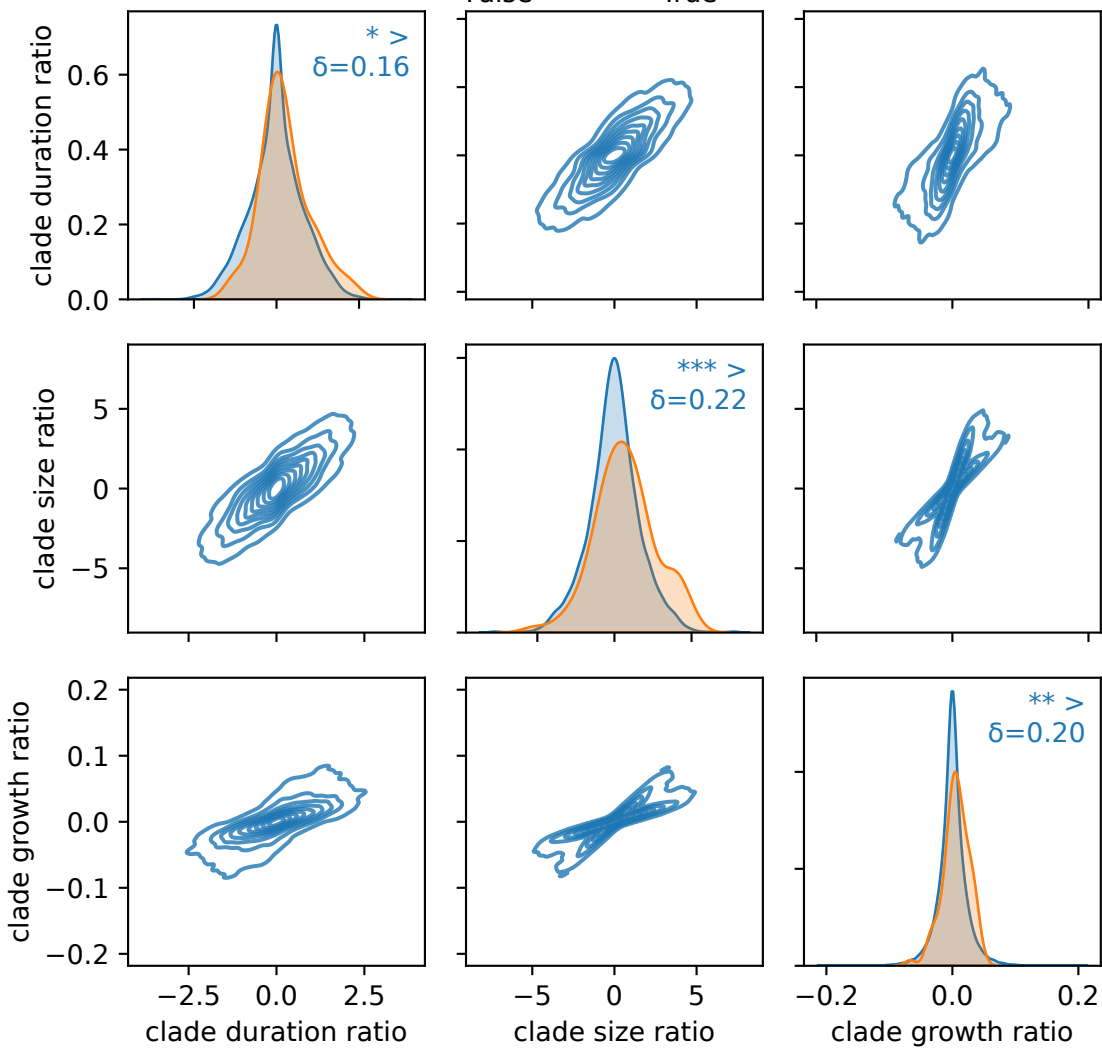 False True
clade duration ratio
0.6
0.4
0.2
0.0
* >
δ=0.16
clade size ratio
5
0
−5
*** >
δ=0.22
clade growth ratio
0.2
0.1
0.0
−0.1
−0.2
** >
δ=0.20
−2.5 0.0 2.5
clade duration ratio
−5 0 5
clade size ratio
−0.2 0.0 0.2
clade growth ratio